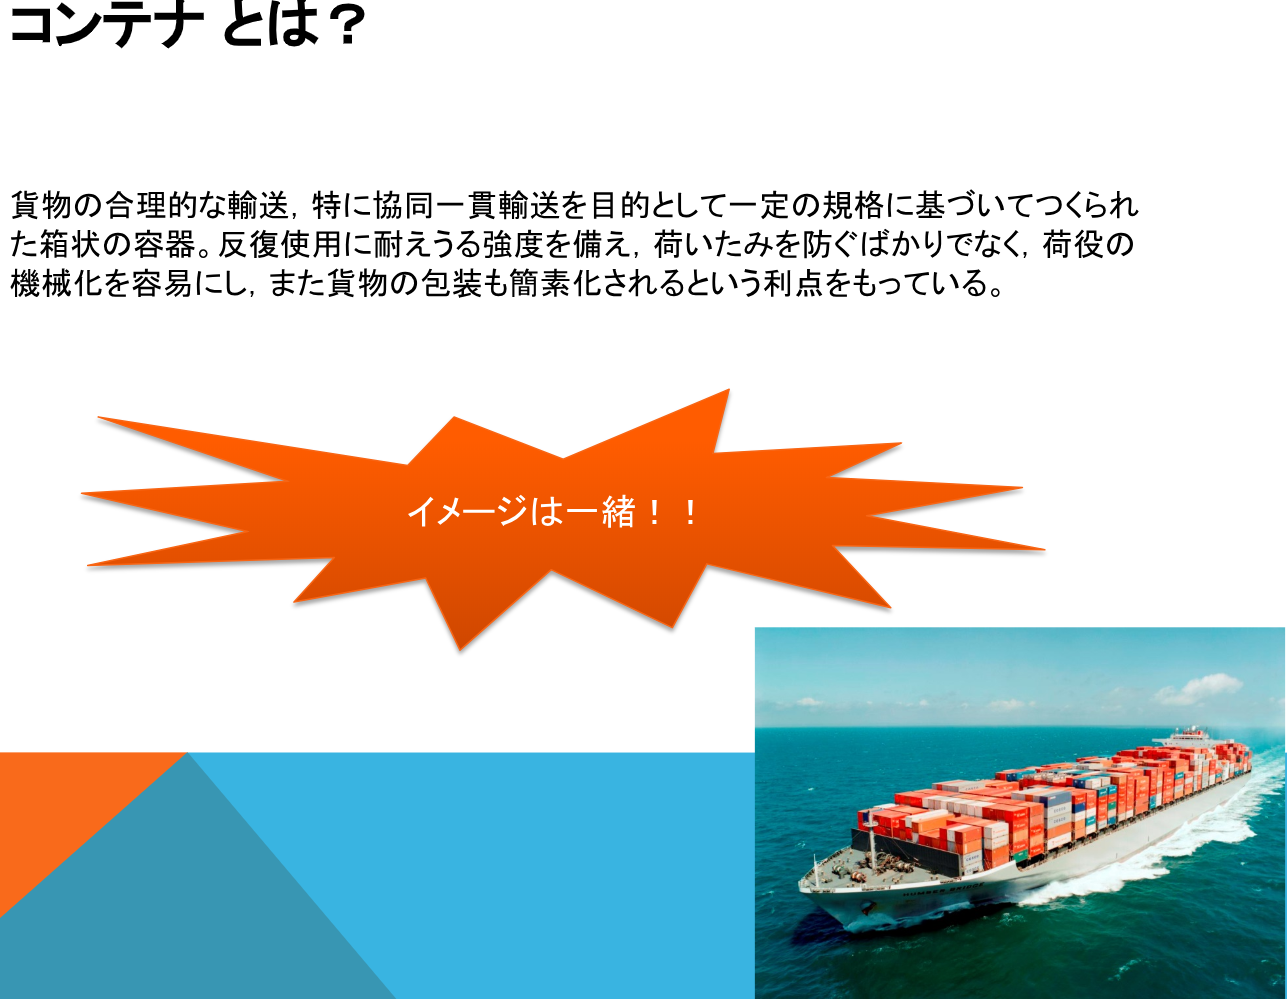 コンテナ とは？
貨物の合理的な輸送，特に協同一貫輸送を目的として一定の規格に基づいてつくられ
た箱状の容器。反復使用に耐えうる強度を備え，荷いたみを防ぐばかりでなく，荷役の
機械化を容易にし，また貨物の包装も簡素化されるという利点をもっている。
イメージは一緒！！